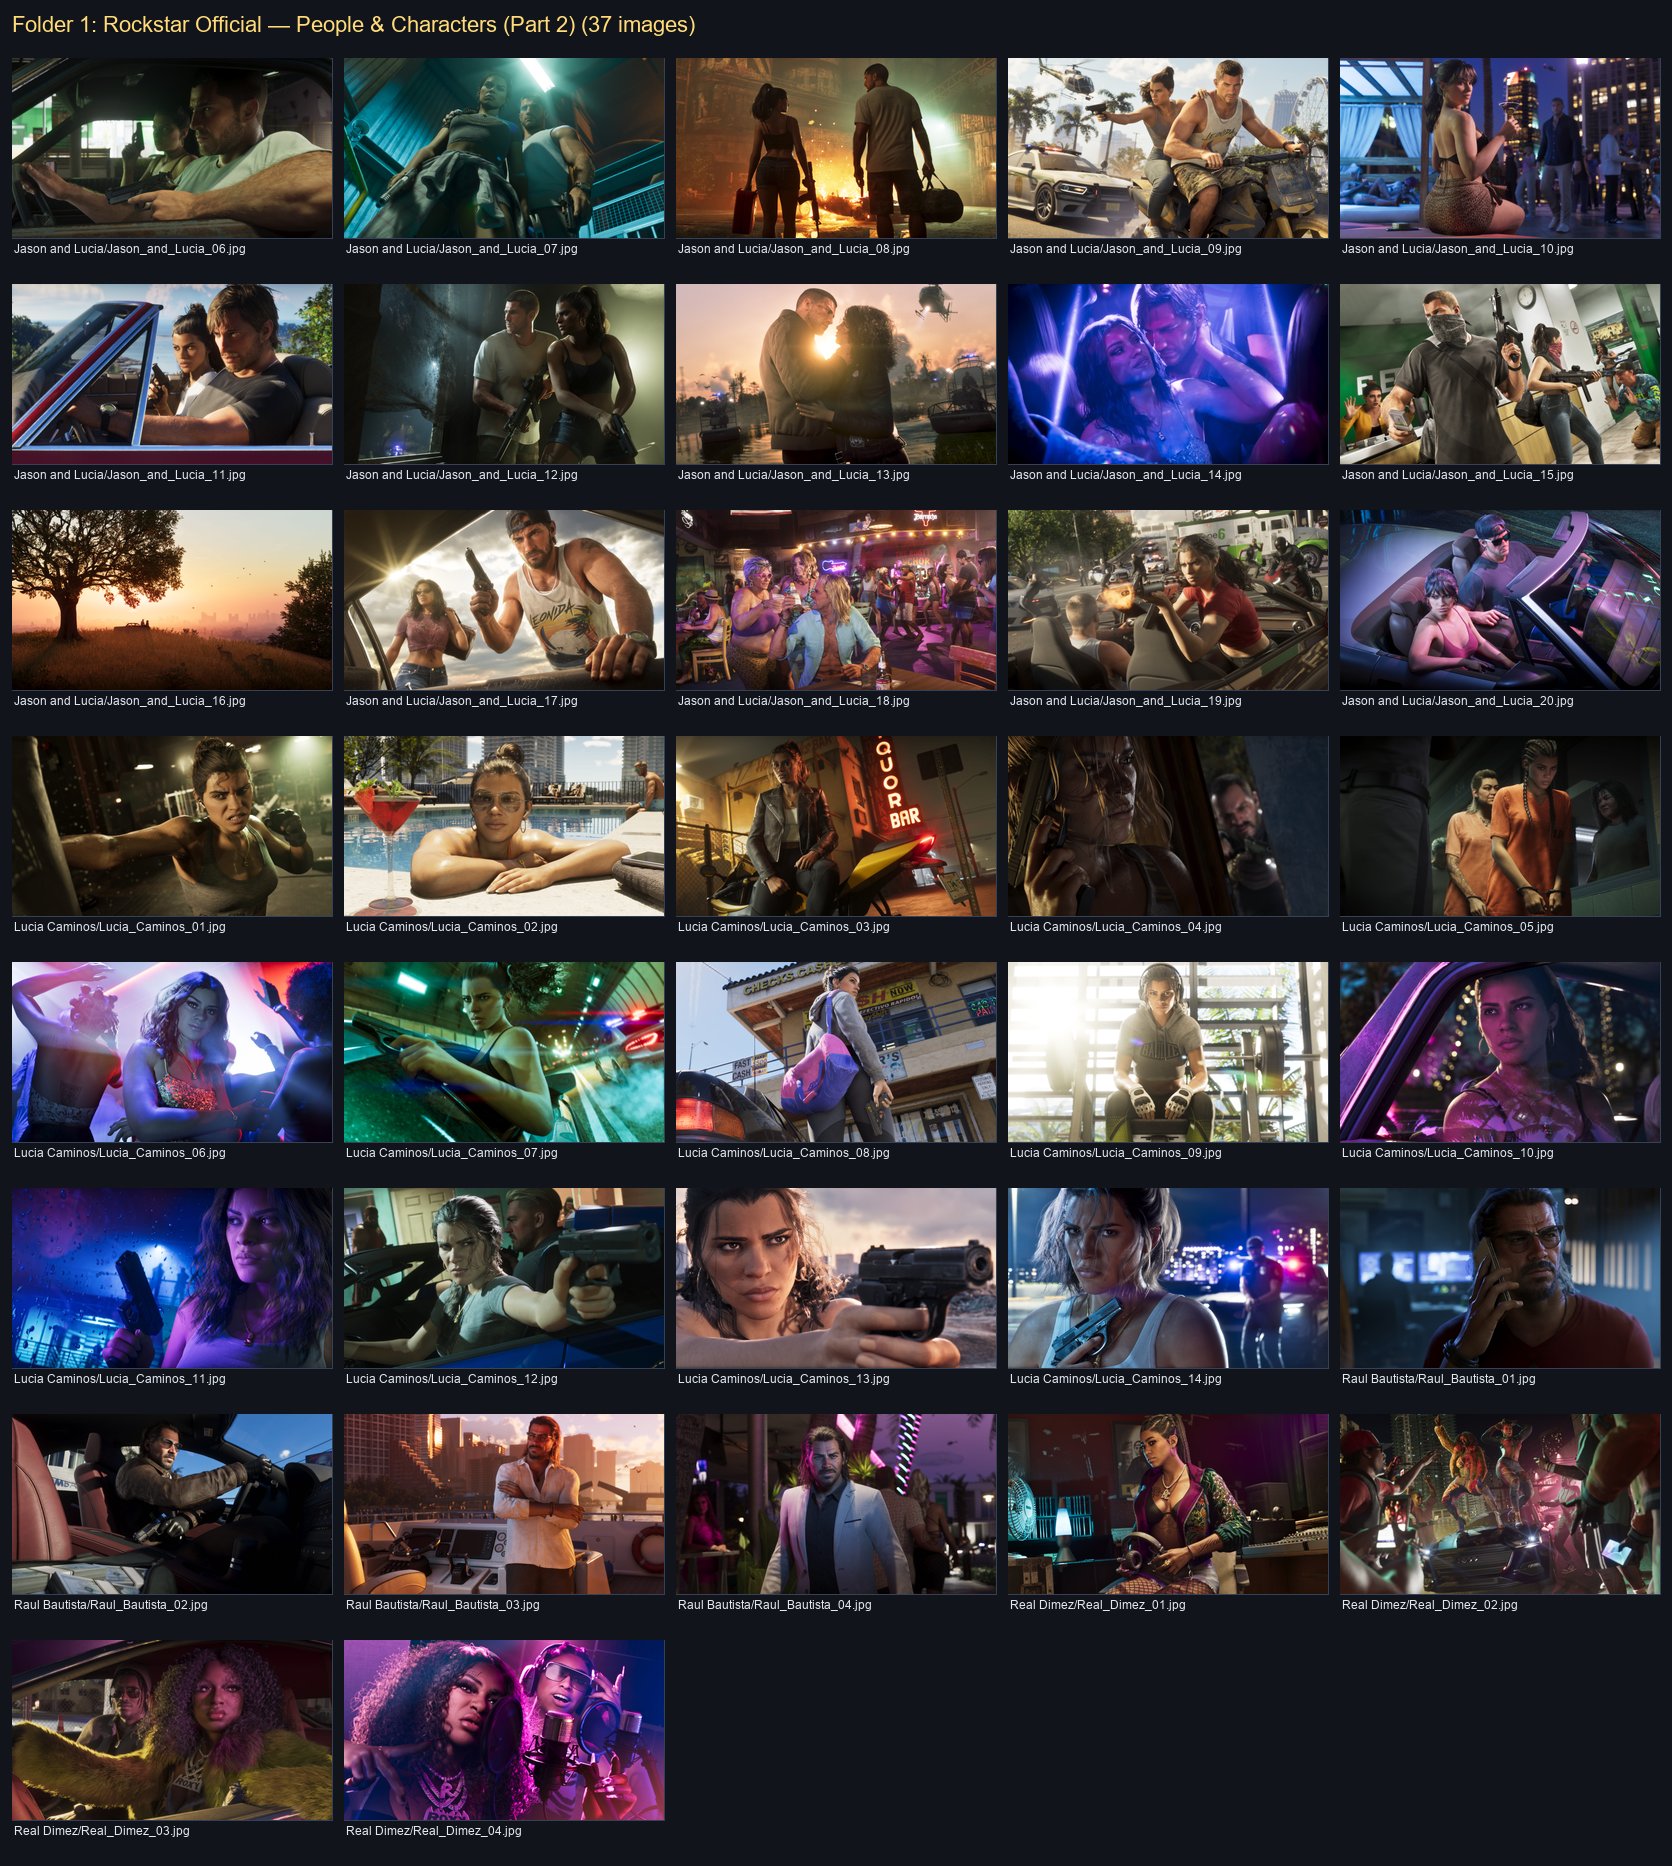 Folder 1: Rockstar Official — People & Characters (Part 2) (37 images)
LEONIDA
Jason and Lucia/Jason_and_Lucia_06.jpg
Jason and Lucia/Jason_and_Lucia_07.jpg
Jason and Lucia/Jason_and_Lucia_08.jpg
Jason and Lucia/Jason_and_Lucia_09.jpg
Jason and Lucia/Jason_and_Lucia_10.jpg
Jason and Lucia/Jason_and_Lucia_11.jpg
Jason and Lucia/Jason_and_Lucia_12.jpg
Jason and Lucia/Jason_and_Lucia_13.jpg
Jason and Lucia/Jason_and_Lucia_14.jpg
Jason and Lucia/Jason_and_Lucia_15.jpg
EONIDA
Jason and Lucia/Jason_and_Lucia_16.jpg
Jason and Lucia/Jason_and_Lucia_17.jpg
Jason and Lucia/Jason_and_Lucia_18.jpg
Jason and Lucia/Jason_and_Lucia_19.jpg
Jason and Lucia/Jason_and_Lucia_20.jpg
QUOR
BAR
Lucia Caminos/Lucia_Caminos_01.jpg
Lucia Caminos/Lucia_Caminos_02.jpg
Lucia Caminos/Lucia_Caminos_03.jpg
Lucia Caminos/Lucia_Caminos_04.jpg
Lucia Caminos/Lucia_Caminos_05.jpg
CHECKS CASH
SH
NOW
FAST
CASH
R'S
Lucia Caminos/Lucia_Caminos_06.jpg
Lucia Caminos/Lucia_Caminos_07.jpg
Lucia Caminos/Lucia_Caminos_08.jpg
Lucia Caminos/Lucia_Caminos_09.jpg
Lucia Caminos/Lucia_Caminos_10.jpg
Lucia Caminos/Lucia_Caminos_11.jpg
Lucia Caminos/Lucia_Caminos_12.jpg
Lucia Caminos/Lucia_Caminos_13.jpg
Lucia Caminos/Lucia_Caminos_14.jpg
Raul Bautista/Raul_Bautista_01.jpg
Raul Bautista/Raul_Bautista_02.jpg
Raul Bautista/Raul_Bautista_03.jpg
Raul Bautista/Raul_Bautista_04.jpg
Real Dimez/Real_Dimez_01.jpg
Real Dimez/Real_Dimez_02.jpg
ROXY
Real Dimez/Real_Dimez_03.jpg
Real Dimez/Real_Dimez_04.jpg